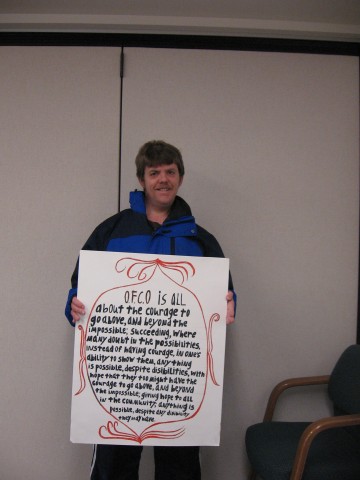 O.F.C.O IS ALL
about the courage to
go above, and beyond the
impossible; succeeding, where
many doubt in the possibilities,
instead of having courage, in ones
ability to show them, anything
is possible, despite disibilities, with
hope that they too might have the
courage to go above, and beyond
the impossible; giving hope to all
in the community; anything is
possible, despite any
they may have.